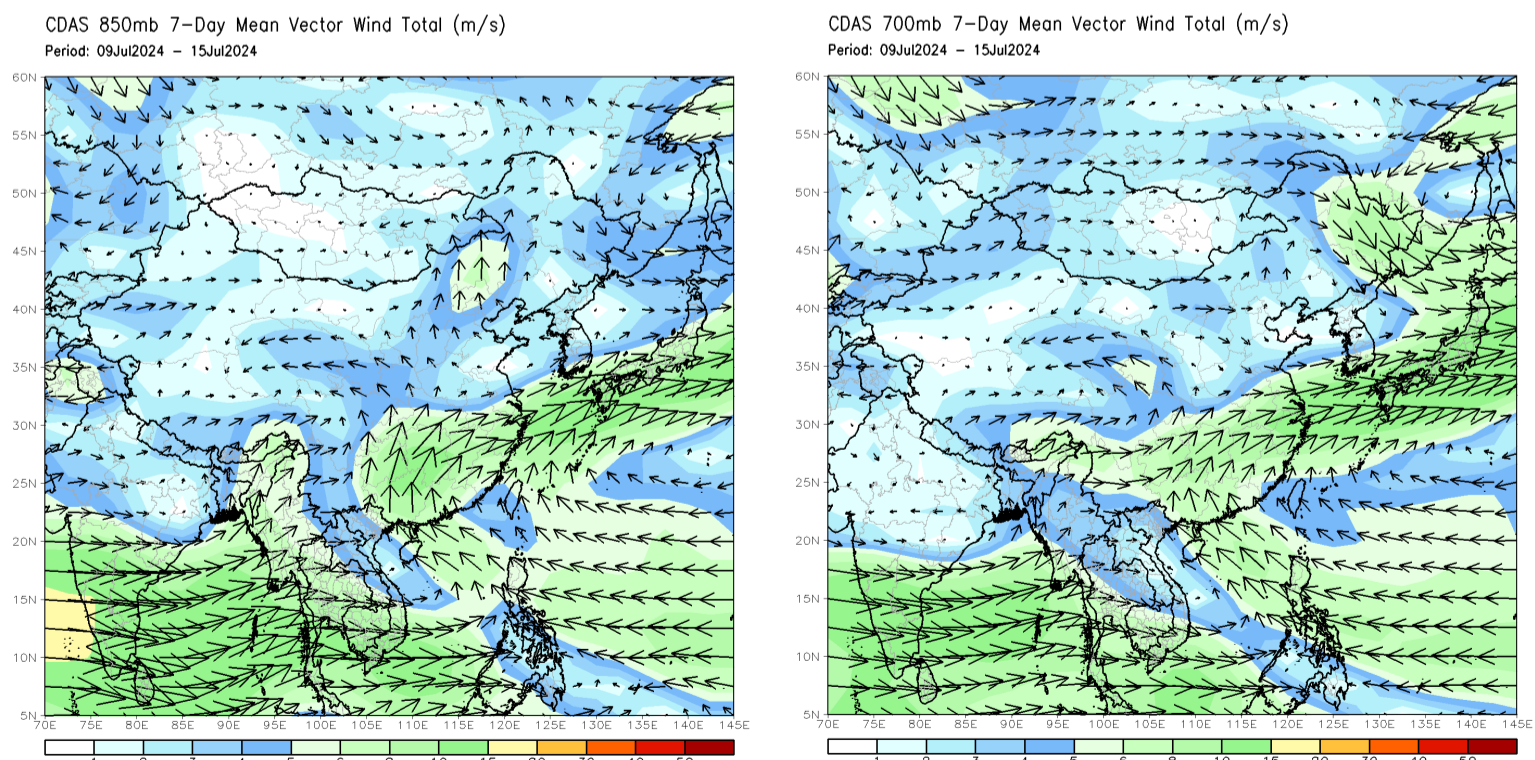 CDAS 850mb 7-Day Mean Vector Wind Total (m/s)
Period: 09Jul2024 - 15Jul2024
60N
55N
50N
45N
40N
35N
30N
25N
20N
15N
10N
5N
70E 75E 80E 85E 90E 95E 100E 105E 110E 115E 120E 125E 130E 135E 140E 145E
CDAS 700mb 7-Day Mean Vector Wind Total (m/s)
Period: 09Jul2024 - 15Jul2024
60N
55N
50N
45N
40N
35N
30N
25N
20N
15N
10N
5N
70E 75E 80E 85E 90E 95E 100E 105E 110E 115E 120E 125E 130E 135E 140E 145E